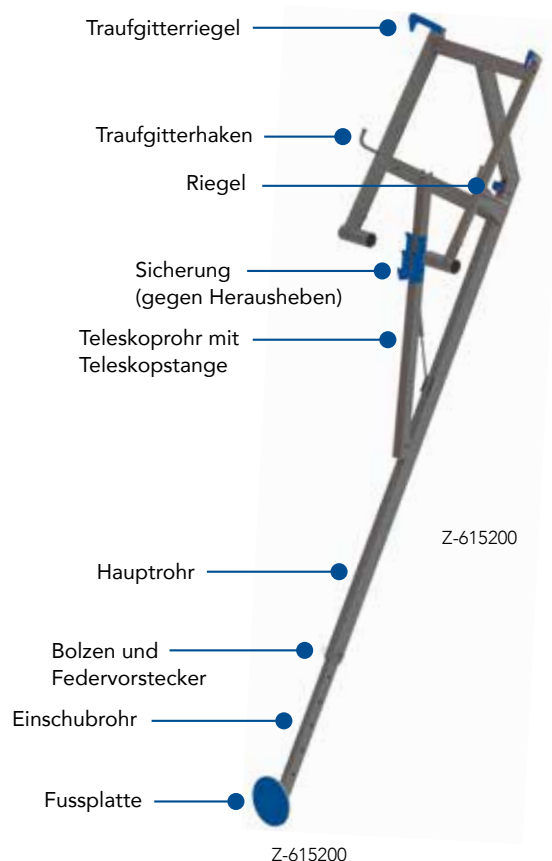 Traufgitterriegel
Traufgitterhaken
Riegel
Sicherung
(gegen Herausheben)
Teleskoprohr mit
Teleskopstange
Z-615200
Hauptrohr
Bolzen und
Federvorstecker
Einschubrohr
Fussplatte
Z-615200